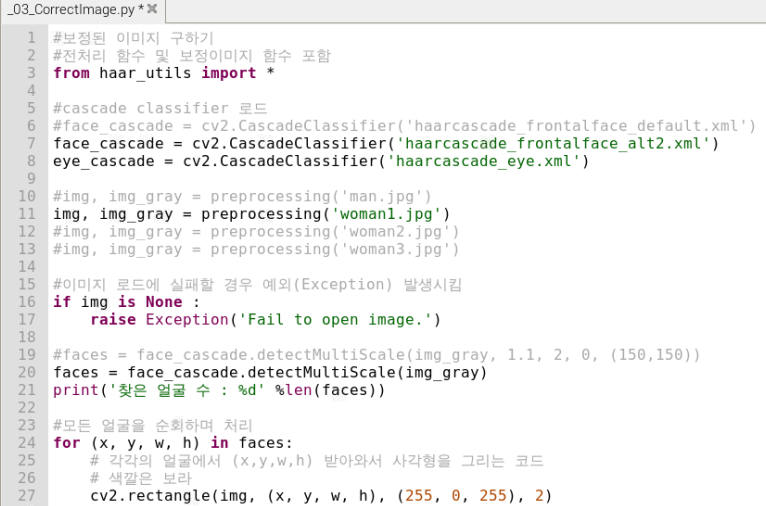 _03_CorrectImage.py *
1 #보정된 이미지 구하기
2 #전처리 함수 및 보정이미지 함수 포함
3 from haar_utils import *
4
5 #cascade classifier 로드
6 #face_cascade = cv2.CascadeClassifier('haarcascade_frontalface_default.xml')
7 face_cascade = cv2.CascadeClassifier('haarcascade_frontalface_alt2.xml')
8 eye_cascade = cv2.CascadeClassifier('haarcascade_eye.xml')
9
10 #img, img_gray = preprocessing('man.jpg')
11 img, img_gray = preprocessing('woman1.jpg')
12 #img, img_gray = preprocessing('woman2.jpg')
13 #img, img_gray = preprocessing('woman3.jpg')
14
15 #이미지 로드에 실패할 경우 예외(Exception) 발생시킴
16 if img is None :
17     raise Exception('Fail to open image.')
18
19 #faces = face_cascade.detectMultiScale(img_gray, 1.1, 2, 0, (150,150))
20 faces = face_cascade.detectMultiScale(img_gray)
21 print('찾은 얼굴 수 : %d' %len(faces))
22
23 #모든 얼굴을 순회하며 처리
24 for (x, y, w, h) in faces:
25     # 각각의 얼굴에서 (x,y,w,h) 받아와서 사각형을 그리는 코드
26     # 색깔은 보라
27     cv2.rectangle(img, (x, y, w, h), (255, 0, 255), 2)